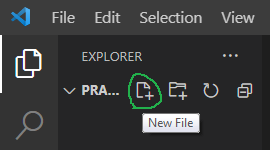 File Edit Selection View
EXPLORER ...
PRA...
New File